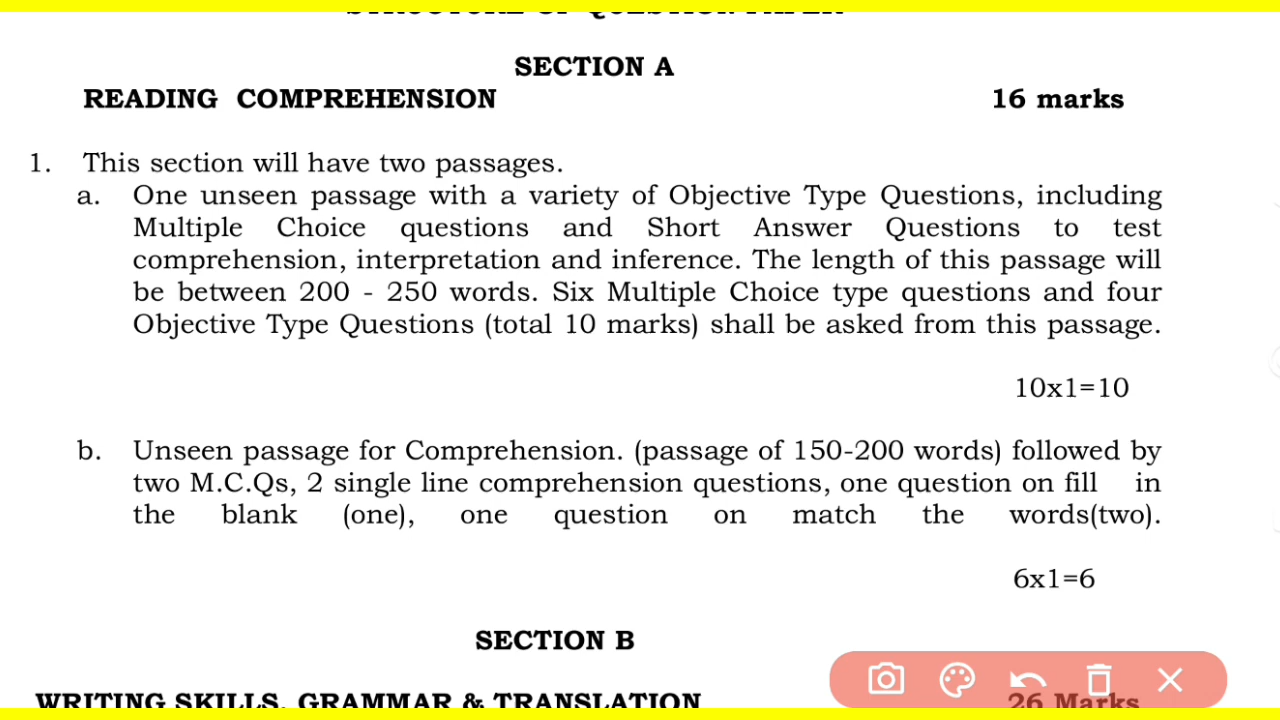 SECTION A
READING COMPREHENSION 16 marks
1. This section will have two passages.
a. One unseen passage with a variety of Objective Type Questions, including
Multiple Choice questions and Short Answer Questions to test
comprehension, interpretation and inference. The length of this passage will
be between 200 - 250 words. Six Multiple Choice type questions and four
Objective Type Questions (total 10 marks) shall be asked from this passage.
10x1=10
b. Unseen passage for Comprehension. (passage of 150-200 words) followed by
two M.C.Qs, 2 single line comprehension questions, one question on fill in
the blank (one), one question on match the words(two).
6x1=6
SECTION B
WRITING SKILLS, GRAMMAR & TRANSLATION 26 Marks